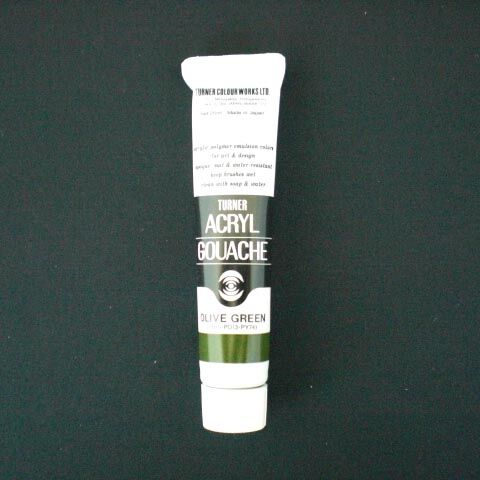 TURNER COLOUR WORKS LTD.
Made in Japan
acrylic polymer emulsion colors
for art & design
opaque mat & water resistant
keep brushes wet
clean with soap & water
TURNER
ACRYL
GOUACHE
OLIVE GREEN